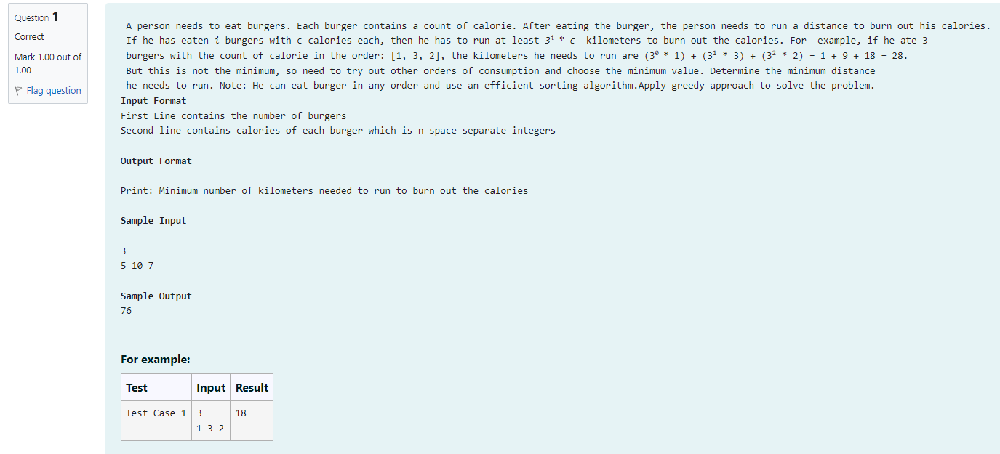 Question 1
Correct
Mark 1.00 out of
1.00
Flag question
A person needs to eat burgers. Each burger contains a count of calorie. After eating the burger, the person needs to run a distance to burn out his calories.
If he has eaten i burgers with c calories each, then he has to run at least 3ⁱ * c kilometers to burn out the calories. For example, if he ate 3
burgers with the count of calorie in the order: [1, 3, 2], the kilometers he needs to run are (3⁰ * 1) + (3¹ * 3) + (3² * 2) = 1 + 9 + 18 = 28.
But this is not the minimum, so need to try out other orders of consumption and choose the minimum value. Determine the minimum distance
he needs to run. Note: He can eat burger in any order and use an efficient sorting algorithm.Apply greedy approach to solve the problem.
Input Format
First Line contains the number of burgers
Second line contains calories of each burger which is n space-separate integers
Output Format
Print: Minimum number of kilometers needed to run to burn out the calories
Sample Input
3
5 10 7
Sample Output
76
For example:
Test Input Result
Test Case 1 3 18
1 3 2